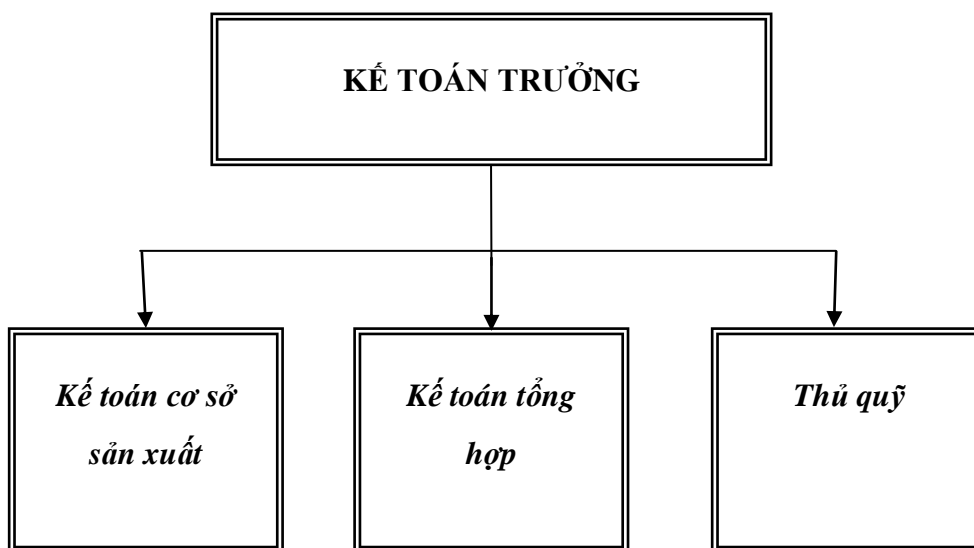 KẾ TOÁN TRƯỞNG
Kế toán cơ sở
sản xuất
Kế toán tổng
hợp
Thủ quỹ